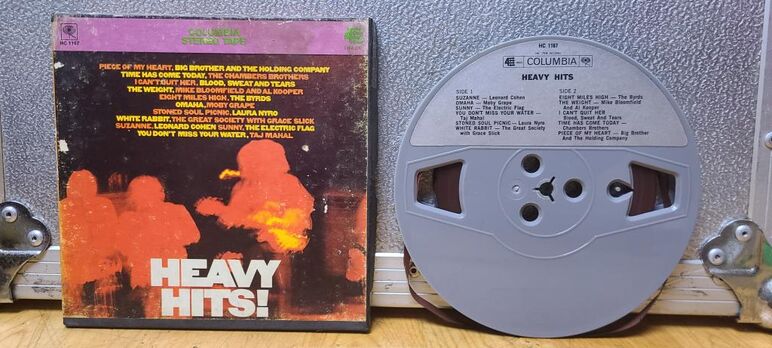 COLUMBIA
STEREO TAPE
HC 1187
PIECE OF MY HEART, BIG BROTHER AND THE HOLDING COMPANY
TIME HAS COME TODAY, THE CHAMBERS BROTHERS
I CAN'T QUIT HER, BLOOD, SWEAT AND TEARS
THE WEIGHT, MIKE BLOOMFIELD AND AL KOOPER
EIGHT MILES HIGH, THE BYRDS
OMAHA, MOBY GRAPE
STONED SOUL PICNIC, LAURA NYRO
WHITE RABBIT, THE GREAT SOCIETY WITH GRACE SLICK
SUZANNE, LEONARD COHEN SUNNY, THE ELECTRIC FLAG
YOU DON'T MISS YOUR WATER, TAJ MAHAL
HEAVY
HITS!
HC 1187
COLUMBIA
HEAVY HITS
SIDE 1
SUZANNE — Leonard Cohen
OMAHA — Moby Grape
SUNNY — The Electric Flag
YOU DON'T MISS YOUR WATER —
Taj Mahal
STONED SOUL PICNIC — Laura Nyro
WHITE RABBIT — The Great Society
with Grace Slick
SIDE 2
EIGHT MILES HIGH — The Byrds
THE WEIGHT — Mike Bloomfield
And Al Kooper
I CAN'T QUIT HER
Blood, Sweat And Tears
TIME HAS COME TODAY —
Chambers Brothers
PIECE OF MY HEART — Big Brother
And The Holding Company